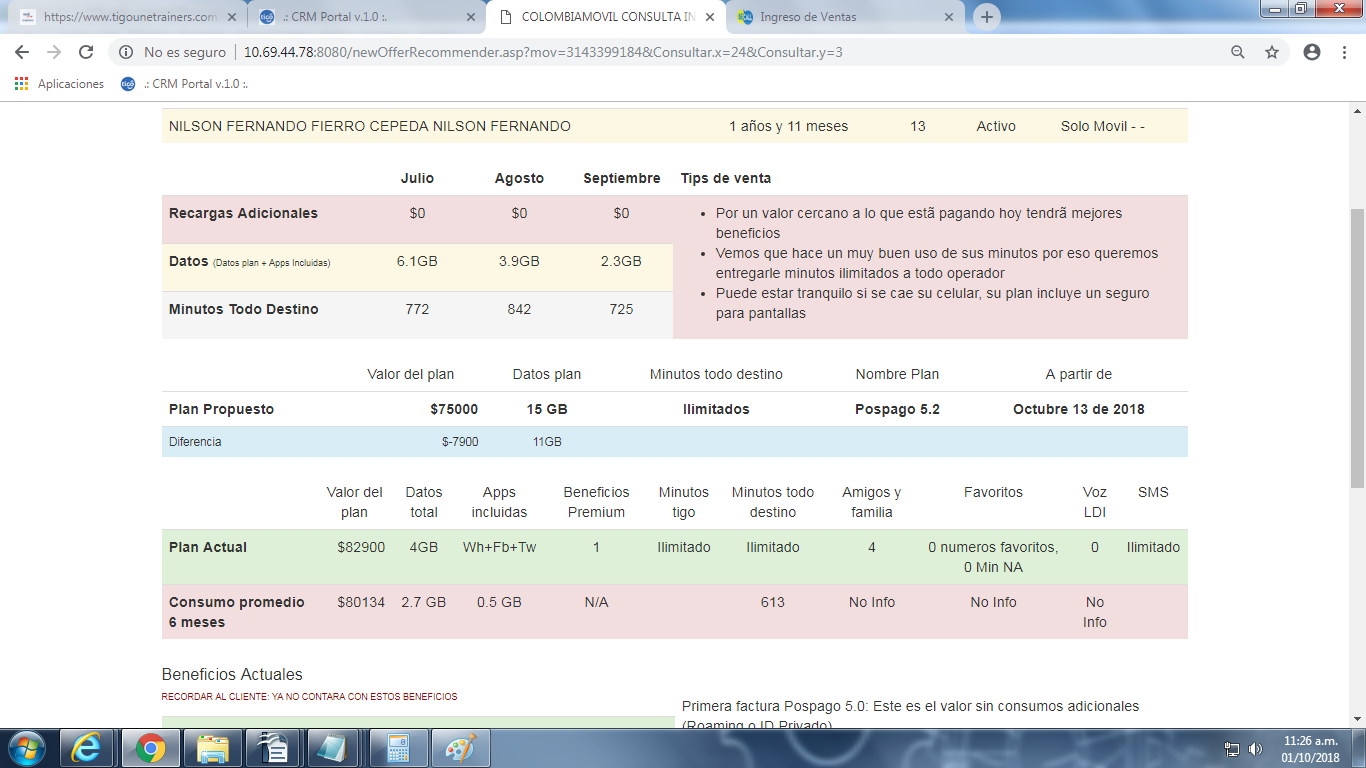 https://www.tigounetrainers.com
.: CRM Portal v.1.0 :.
COLOMBIAMOVIL CONSULTA IN
Ingreso de Ventas
No es seguro
10.69.44.78:8080/newOfferRecommender.asp?mov=3143399184&Consultar.x=24&Consultar.y=3
Aplicaciones
.: CRM Portal v.1.0 :.
NILSON FERNANDO FIERRO CEPEDA NILSON FERNANDO 1 años y 11 meses 13 Activo Solo Movil - -
Julio Agosto Septiembre Tips de venta
Recargas Adicionales $0 $0 $0
Datos (Datos plan + Apps Incluidas) 6.1GB 3.9GB 2.3GB
Minutos Todo Destino 772 842 725
Por un valor cercano a lo que estã pagando hoy tendrã mejores
beneficios
Vemos que hace un muy buen uso de sus minutos por eso queremos
entregarle minutos ilimitados a todo operador
Puede estar tranquilo si se cae su celular, su plan incluye un seguro
para pantallas
Valor del plan Datos plan Minutos todo destino Nombre Plan A partir de
Plan Propuesto $75000 15 GB Ilimitados Pospago 5.2 Octubre 13 de 2018
Diferencia $-7900 11GB
Valor del Datos Apps Beneficios Minutos Minutos todo Amigos y Favoritos Voz SMS
plan total incluidas Premium tigo destino familia LDI
Plan Actual $82900 4GB Wh+Fb+Tw 1 Ilimitado Ilimitado 4 0 numeros favoritos, 0 Ilimitado
0 Min NA
Consumo promedio $80134 2.7 GB 0.5 GB N/A 613 No Info No Info No
6 meses Info
Beneficios Actuales
RECORDAR AL CLIENTE: YA NO CONTARA CON ESTOS BENEFICIOS
Primera factura Pospago 5.0: Este es el valor sin consumos adicionales
(Roaming o ID Privado)
11:26 a.m.
01/10/2018